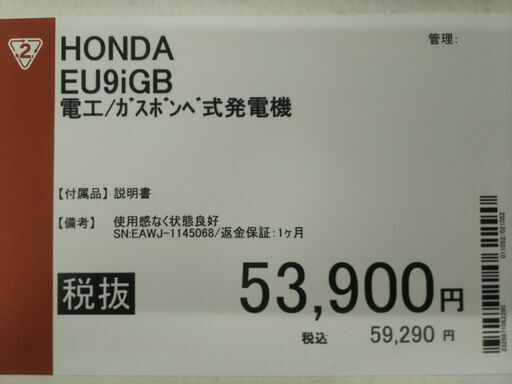 2
HONDA
管理:
EU9iGB
電工/ガスボンベ式発電機
【付属品】説明書
【備考】 使用感なく状態良好
SN:EAWJ-1145068/返金保証:1ヶ月
税抜 53,900円
税込 59,290 円